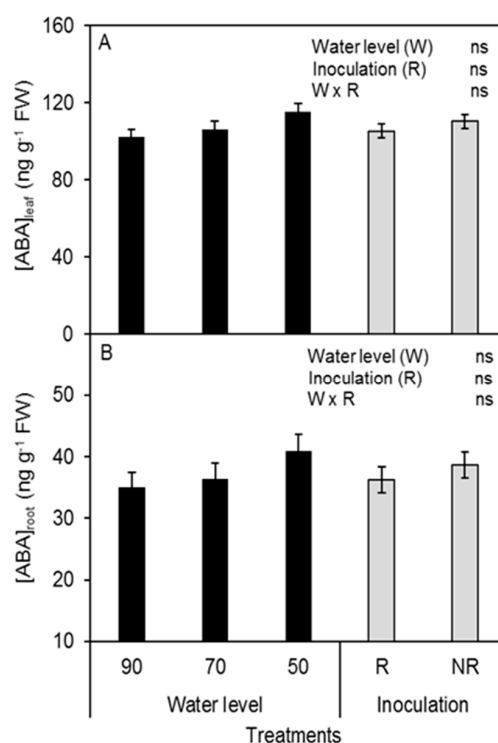 160
A
Water level (W) ns
Inoculation (R) ns
W x R ns
120
80
40
0
[ABA]leaf (ng g⁻¹ FW)
B
Water level (W) ns
Inoculation (R) ns
W x R ns
50
40
30
20
10
[ABA]root (ng g⁻¹ FW)
90 70 50 R NR
Water level Inoculation
Treatments